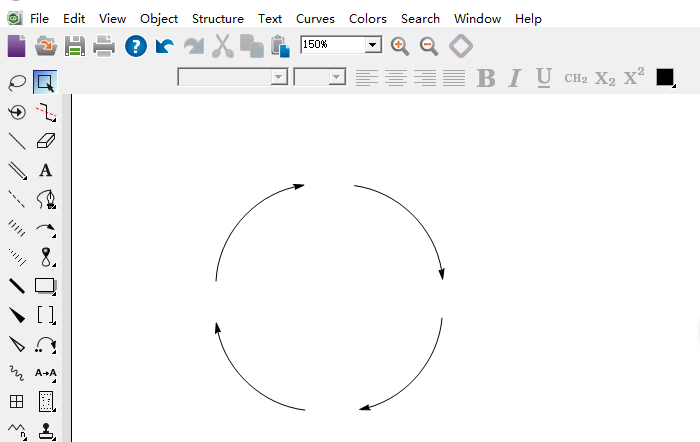 File Edit View Object Structure Text Curves Colors Search Window Help
150%
B I U CH2 X2 X2
A
A→A
n